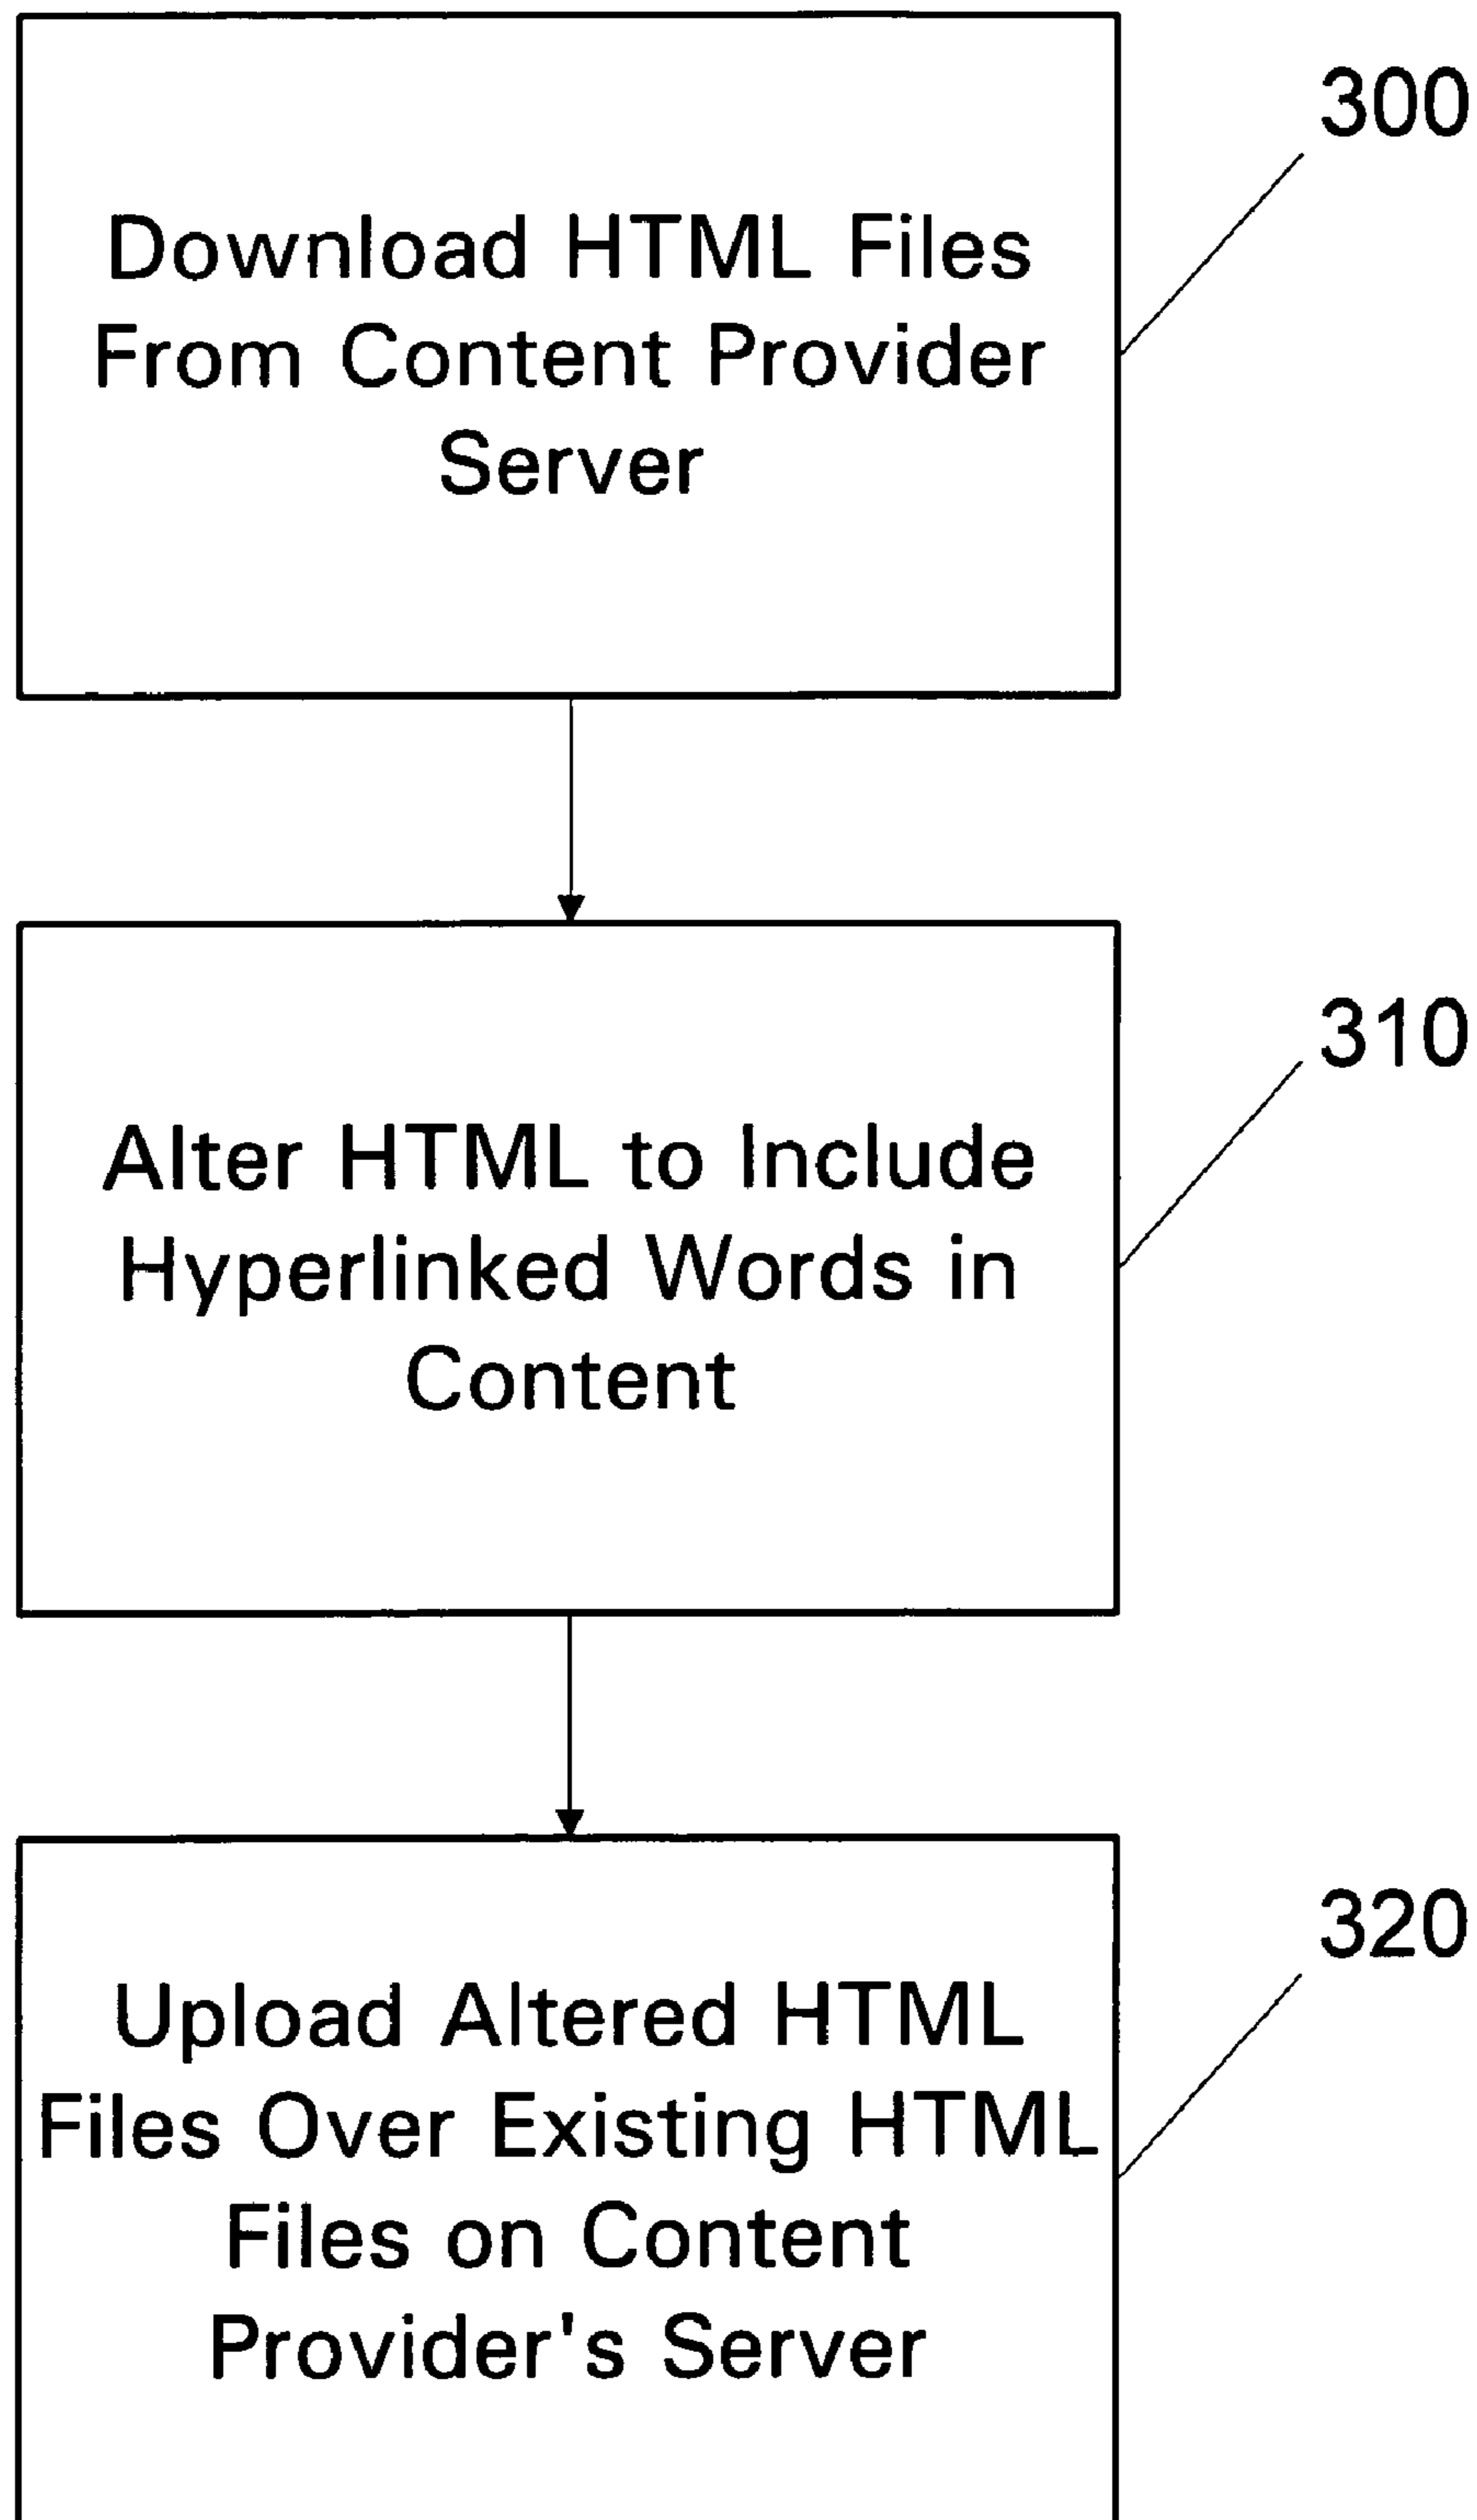 300
Download HTML Files
From Content Provider
Server
310
Alter HTML to Include
Hyperlinked Words in
Content
320
Upload Altered HTML
Files Over Existing HTML
Files on Content
Provider's Server